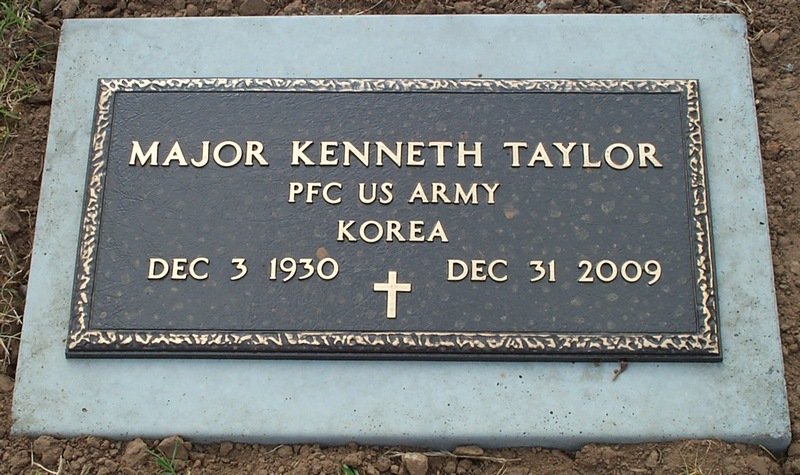 MAJOR KENNETH TAYLOR
PFC US ARMY
KOREA
DEC 3 1930 DEC 31 2009